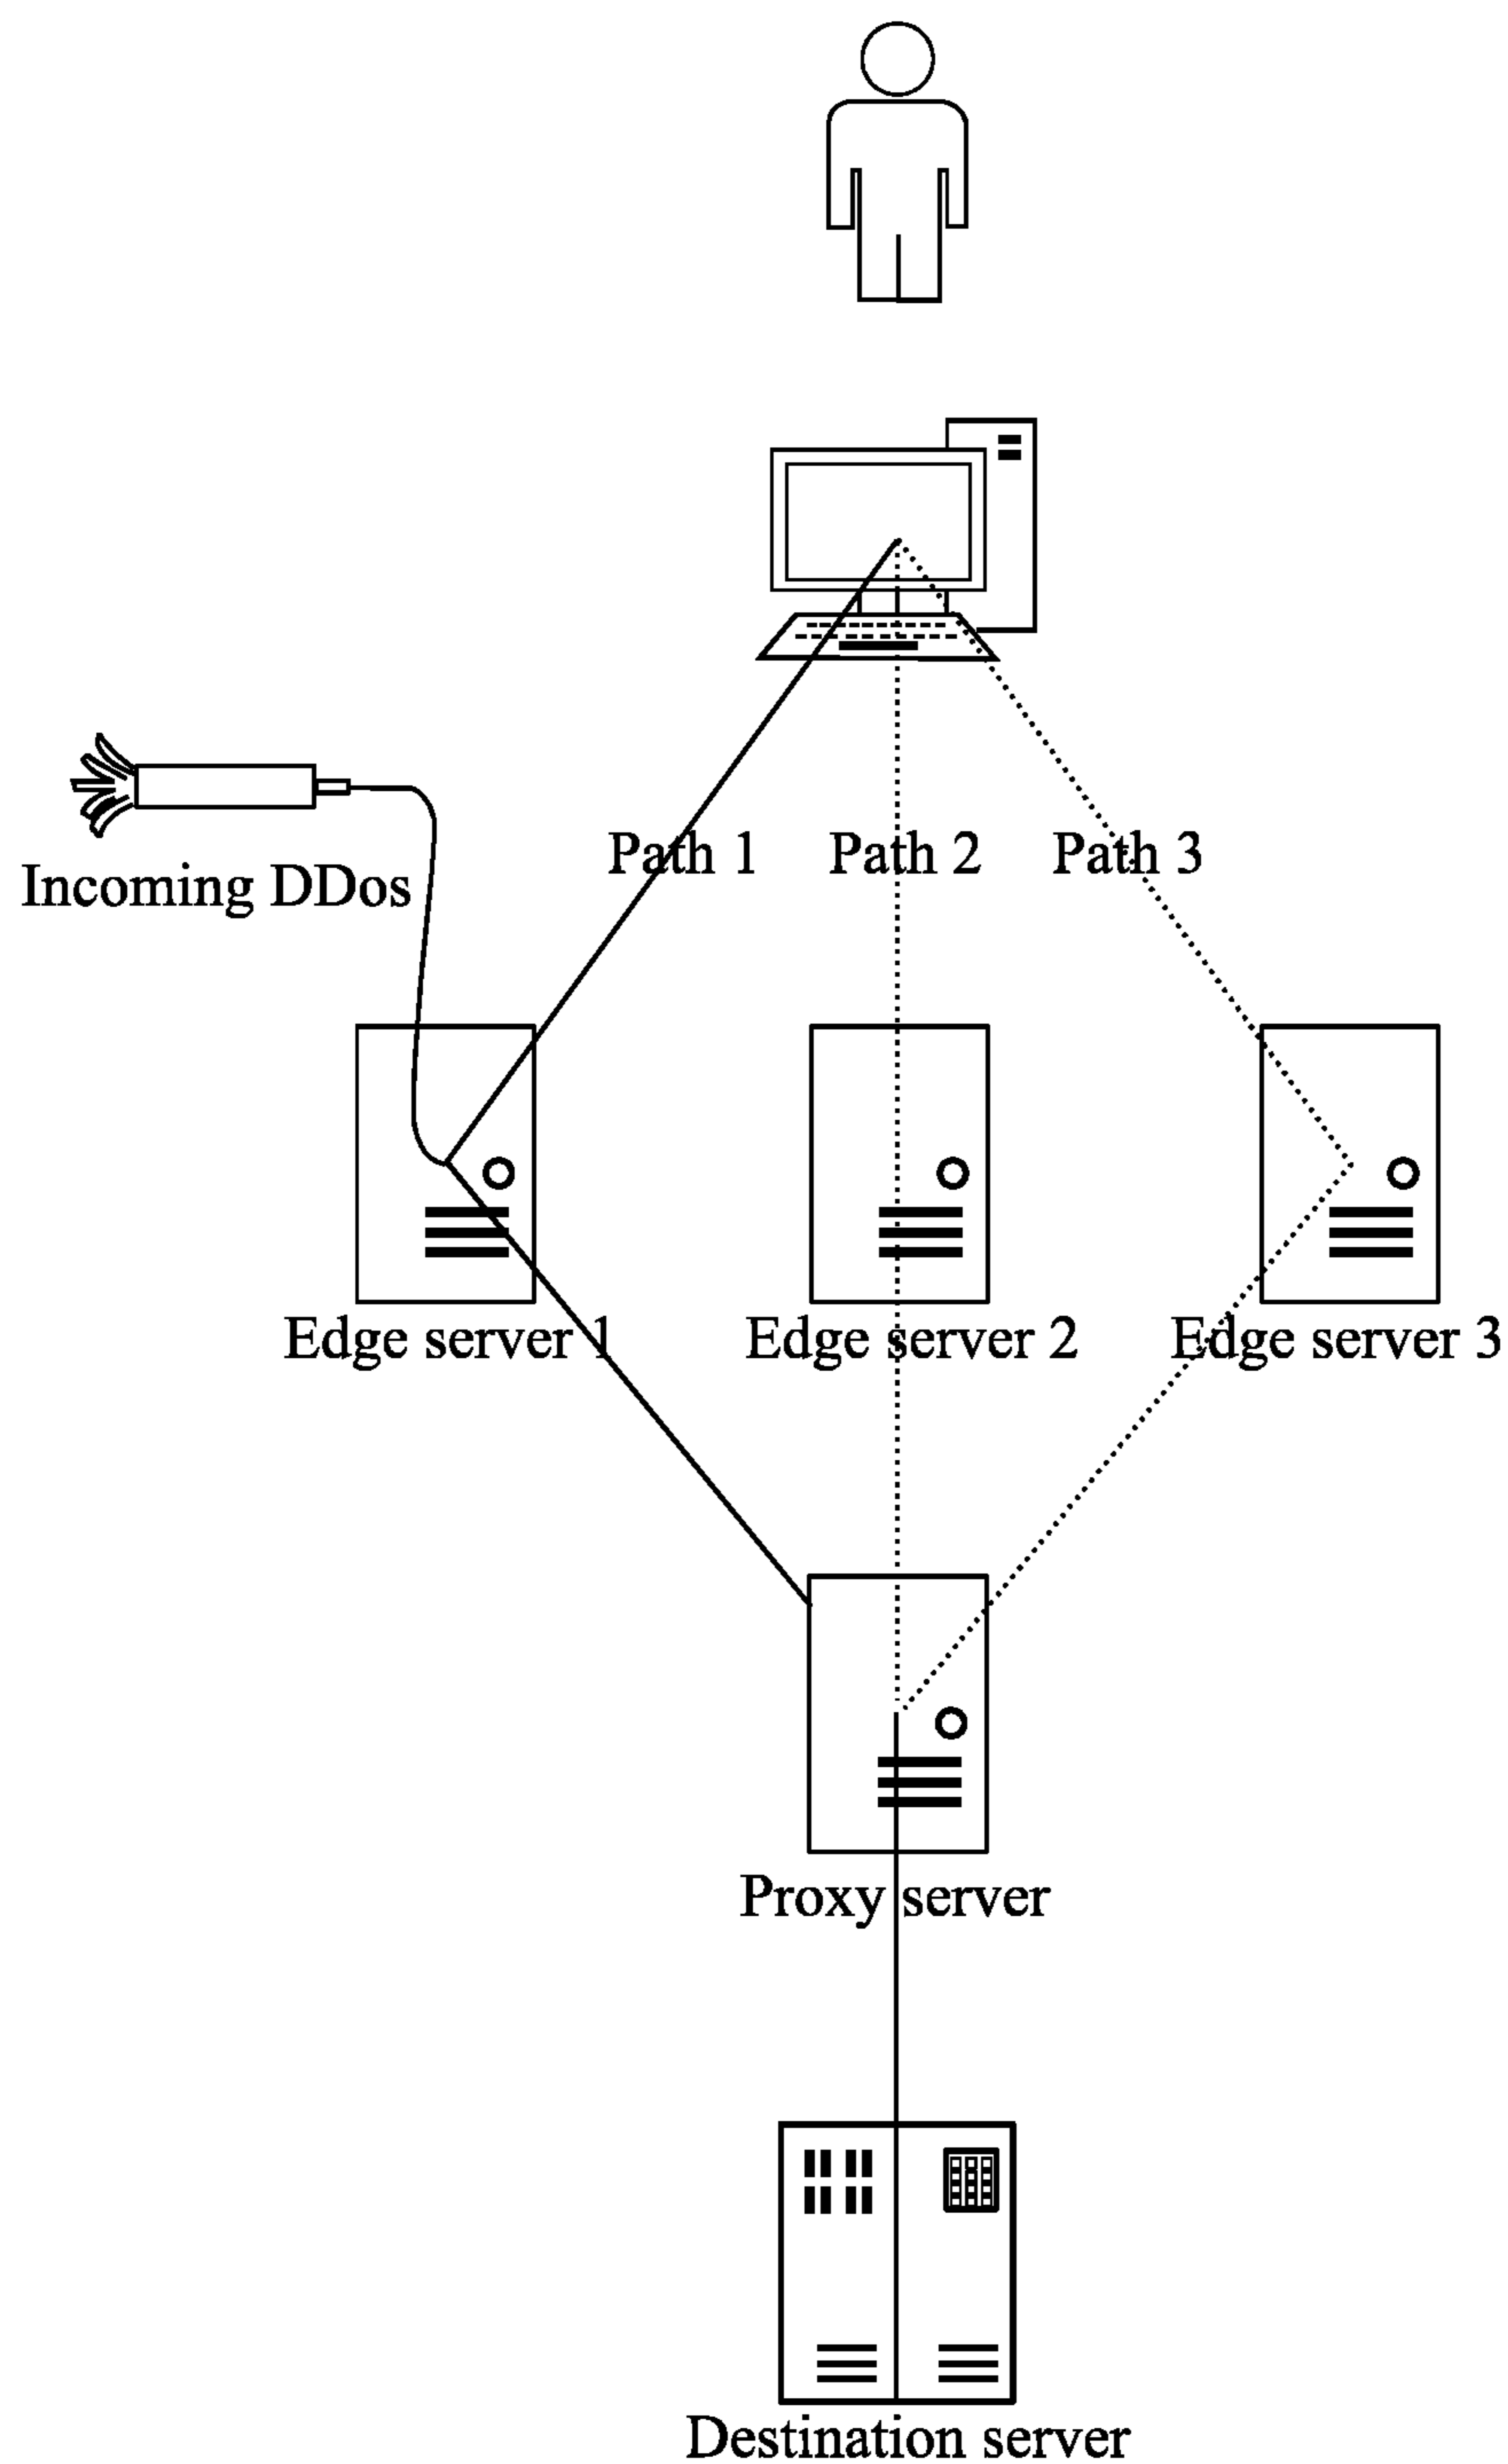 Path 1
Path 2
Path 3
Incoming DDos
Edge server 1
Edge server 2
Edge server 3
Proxy server
Destination server